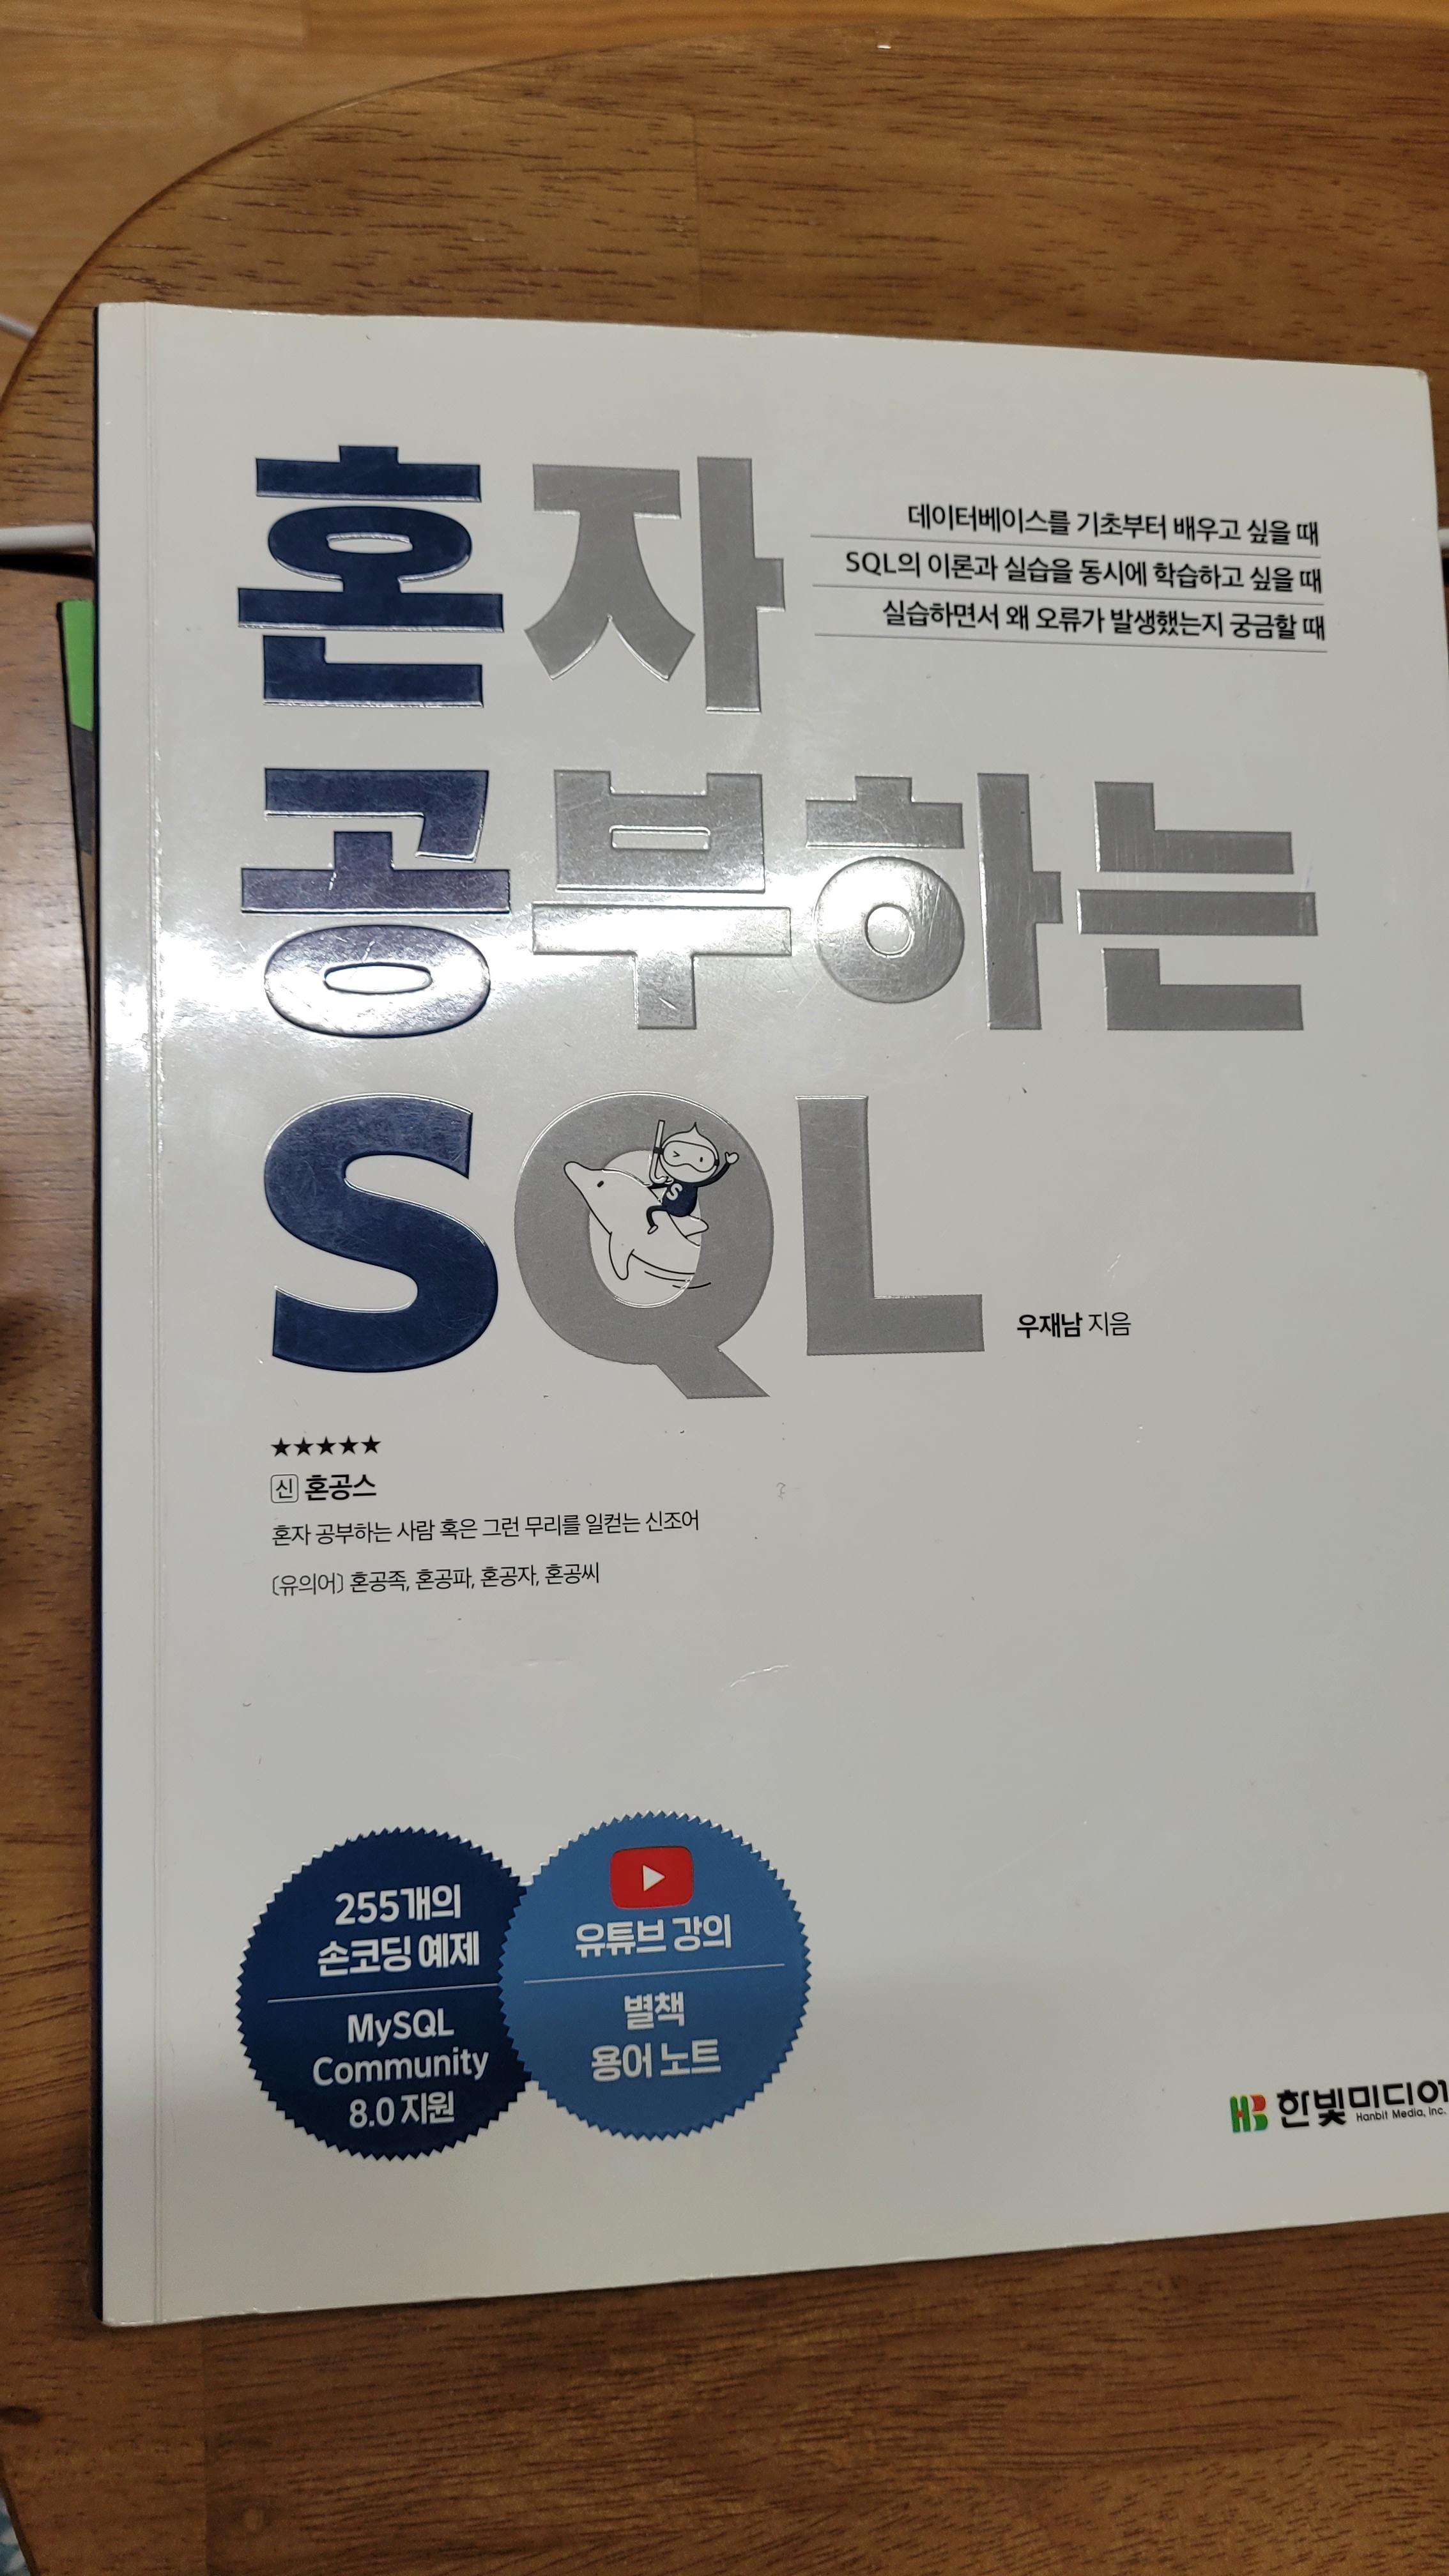 혼자
공부하는
SQL
데이터베이스를 기초부터 배우고 싶을 때
SQL의 이론과 실습을 동시에 학습하고 싶을 때
실습하면서 왜 오류가 발생했는지 궁금할 때
S
우재남 지음
★★★★★
신 혼공스
혼자 공부하는 사람 혹은 그런 무리를 일컫는 신조어
〔유의어〕 혼공족, 혼공파, 혼공자, 혼공씨
255개의
손코딩 예제
MySQL
Community
8.0 지원
유튜브 강의
별책
용어 노트
HB 한빛미디어
Hanbit Media, Inc.